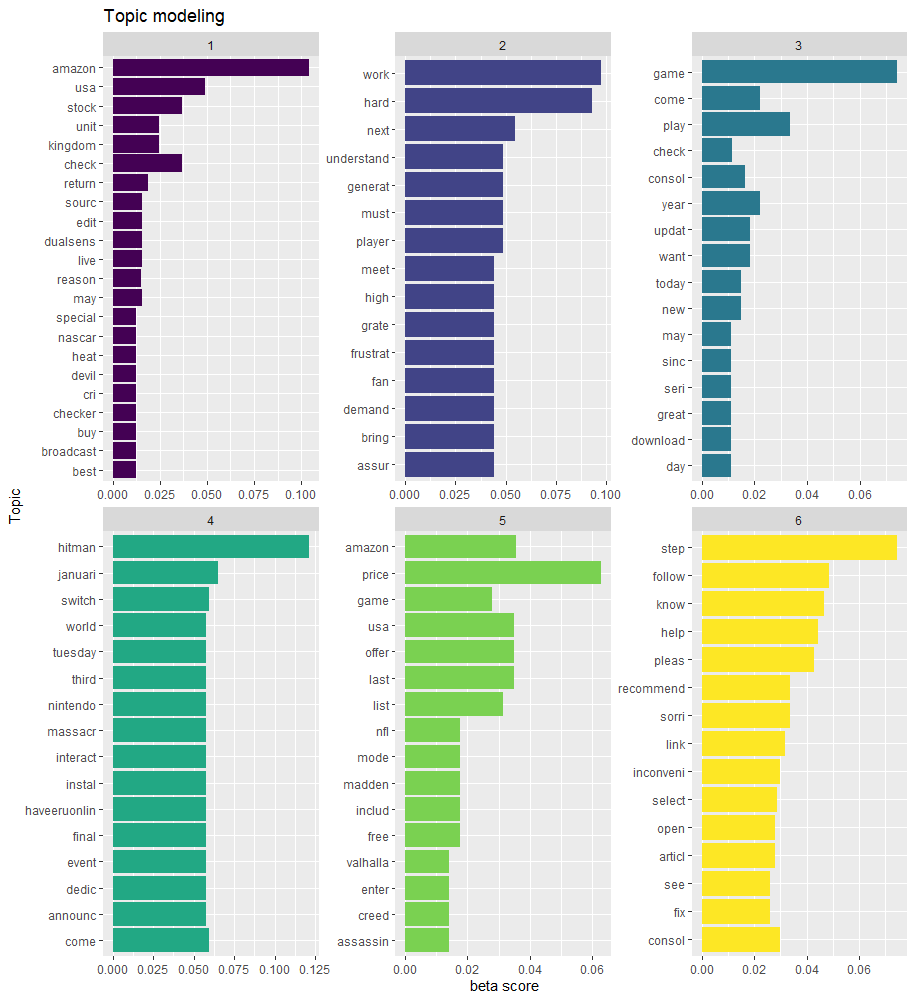 Topic modeling
1
amazon
usa
stock
unit
kingdom
check
return
sourc
edit
dualsens
live
reason
may
special
nascar
heat
devil
cri
checker
buy
broadcast
best
0.000 0.025 0.050 0.075 0.100
2
work
hard
next
understand
generat
must
player
meet
high
grate
frustrat
fan
demand
bring
assur
0.000 0.025 0.050 0.075 0.100
3
game
come
play
check
consol
year
updat
want
today
new
may
sinc
seri
great
download
day
0.00 0.02 0.04 0.06
Topic
4
hitman
januari
switch
world
tuesday
third
nintendo
massacr
interact
instal
haveeruonlin
final
event
dedic
announc
come
0.000 0.025 0.050 0.075 0.100 0.125
5
amazon
price
game
usa
offer
last
list
nfl
mode
madden
includ
free
valhalla
enter
creed
assassin
0.00 0.02 0.04 0.06
6
step
follow
know
help
pleas
recommend
sorri
link
inconveni
select
open
articl
see
fix
consol
0.00 0.02 0.04 0.06
beta score